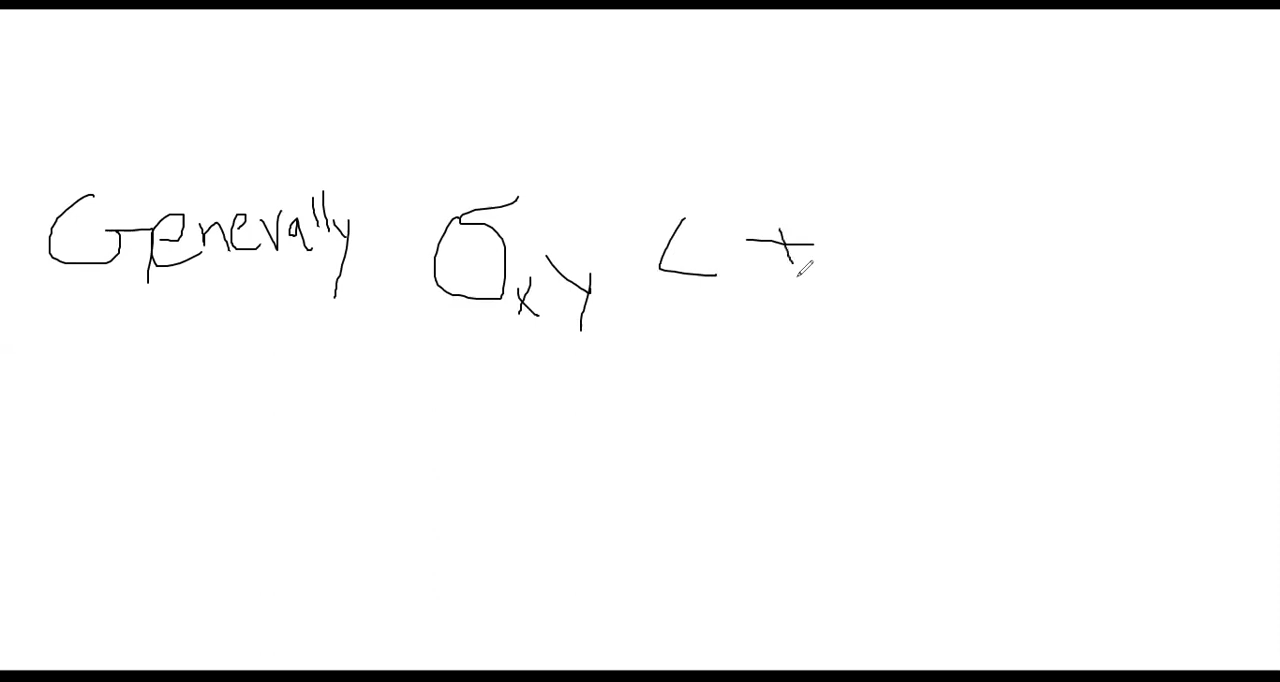 Generally σxy < +